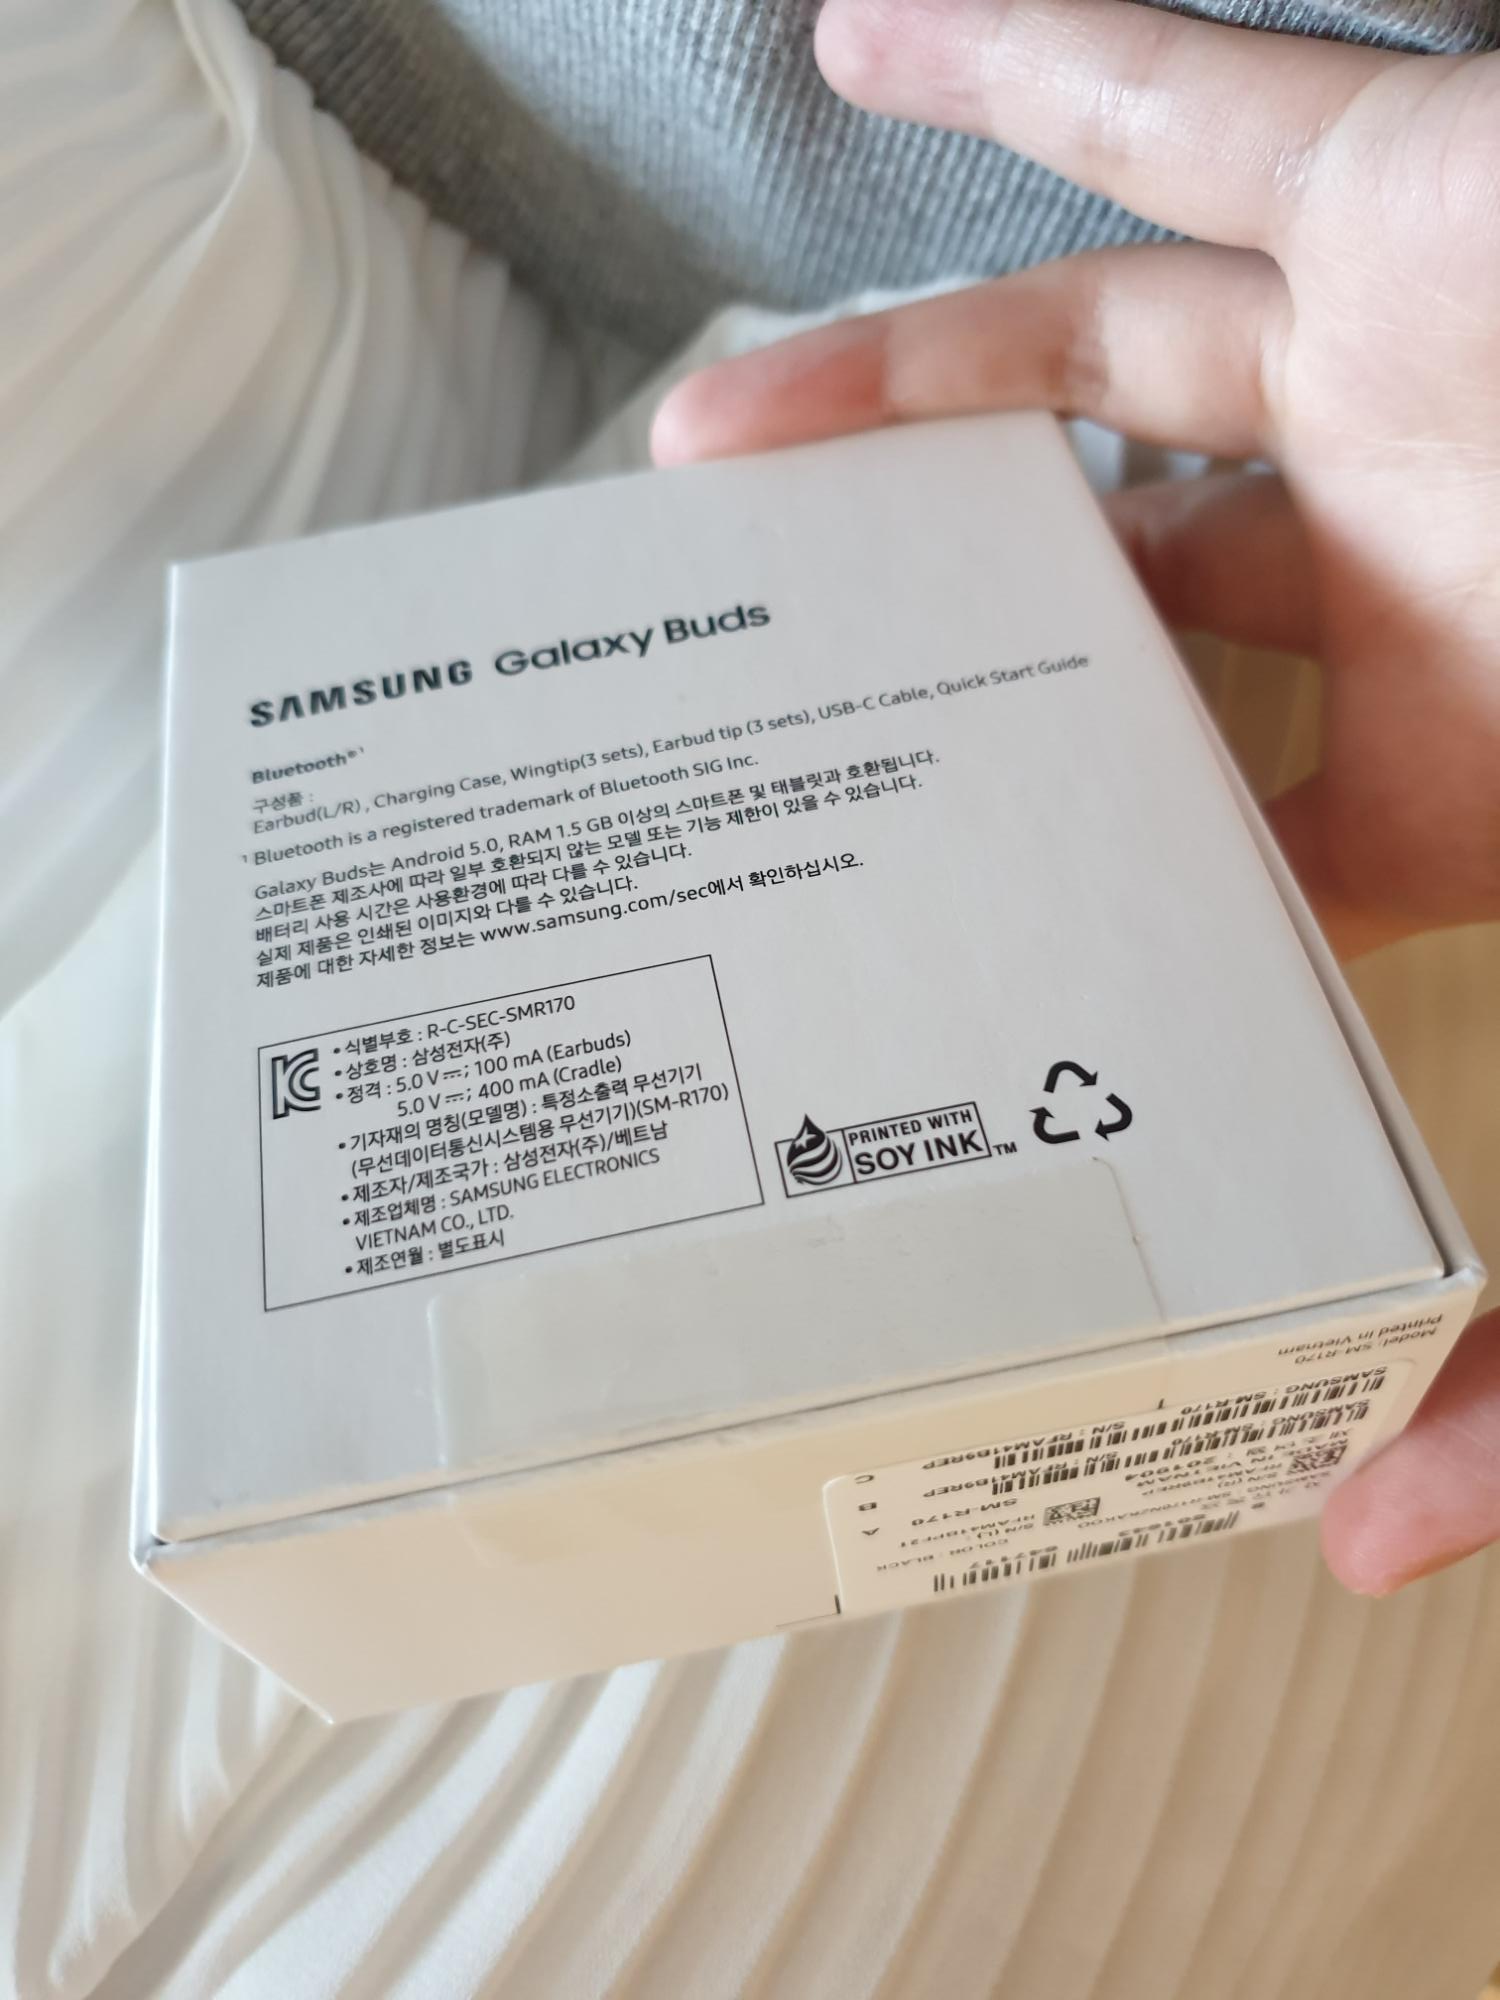 SAMSUNG Galaxy Buds
Bluetooth®¹
구성품 :
Earbud(L/R) , Charging Case, Wingtip(3 sets), Earbud tip (3 sets), USB-C Cable, Quick Start Guide
¹ Bluetooth is a registered trademark of Bluetooth SIG Inc.
Galaxy Buds는 Android 5.0, RAM 1.5 GB 이상의 스마트폰 및 태블릿과 호환됩니다.
스마트폰 제조사에 따라 일부 호환되지 않는 모델 또는 기능 제한이 있을 수 있습니다.
배터리 사용 시간은 사용환경에 따라 다를 수 있습니다.
실제 제품은 인쇄된 이미지와 다를 수 있습니다.
제품에 대한 자세한 정보는 www.samsung.com/sec에서 확인하십시오.
• 식별부호 : R-C-SEC-SMR170
• 상호명 : 삼성전자(주)
• 정격 : 5.0 V ⎓; 100 mA (Earbuds)
5.0 V ⎓; 400 mA (Cradle)
• 기자재의 명칭(모델명) : 특정소출력 무선기기
(무선데이터통신시스템용 무선기기)(SM-R170)
• 제조자/제조국가 : 삼성전자(주)/베트남
• 제조업체명 : SAMSUNG ELECTRONICS
VIETNAM CO., LTD.
• 제조연월 : 별도표시
PRINTED WITH
SOY INK™
Model: SM-R170
Printed in Vietnam
SAMSUNG : SM-R170 S/N : RFAM41B9REP C
SAMSUNG : SM-R170 S/N : RFAM41B9REP B
MADE IN VIETNAM
SM-R170 A
COLOR : BLACK